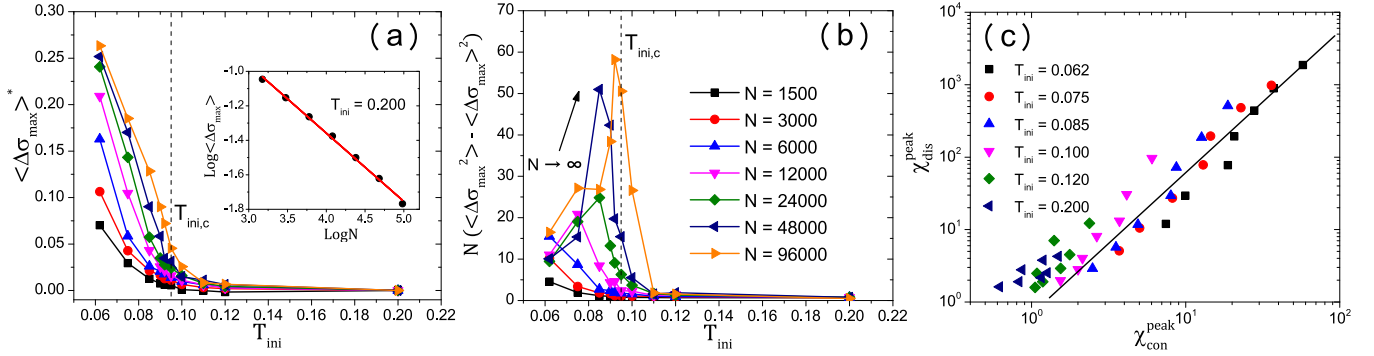 (a)
<Δσmax>*
0.30
0.25
0.20
0.15
0.10
0.05
0.00
0.06 0.08 0.10 0.12 0.14 0.16 0.18 0.20 0.22
Tini
Tini,c
Log<Δσmax>
-1.0
-1.2
-1.4
-1.6
-1.8
3.0 3.5 4.0 4.5 5.0
LogN
Tini = 0.200
(b)
N (<Δσmax²> - <Δσmax>²)
70
60
50
40
30
20
10
0
0.06 0.08 0.10 0.12 0.14 0.16 0.18 0.20 0.22
Tini
Tini,c
N → ∞
N = 1500
N = 3000
N = 6000
N = 12000
N = 24000
N = 48000
N = 96000
(c)
χdis^peak
10⁴
10³
10²
10¹
10⁰
10⁰ 10¹ 10²
χcon^peak
Tini = 0.062
Tini = 0.075
Tini = 0.085
Tini = 0.100
Tini = 0.120
Tini = 0.200